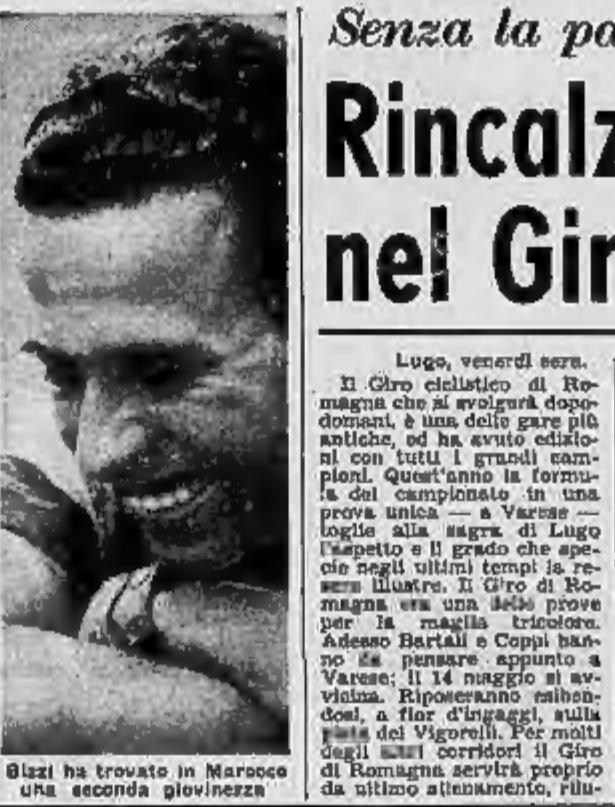 Senza la pa
Rincalz
nel Gir
Lugo, venerdì sera.
Il Giro ciclistico di Ro-
magna che si svolgerà dopo-
domani, è una delle gare più
antiche, ed ha avuto edizio-
ni con tutti i grandi cam-
pioni. Quest'anno la formu-
la del campionato in una
prova unica — a Varese —
toglie alla sagra di Lugo
l'aspetto e il grado che spe-
cie negli ultimi tempi la re-
sero illustre. Il Giro di Ro-
magna era una delle prove
per la maglia tricolore.
Adesso Bartali e Coppi han-
no da pensare appunto a
Varese; il 14 maggio si av-
vicina. Riposeranno esiben-
dosi, a fior d'ingaggi, sulla
pista del Vigorelli. Per molti
degli altri corridori il Giro
di Romagna servirà proprio
da ultimo allenamento, rifu-
Bizzi ha trovato in Marocco
una seconda giovinezza